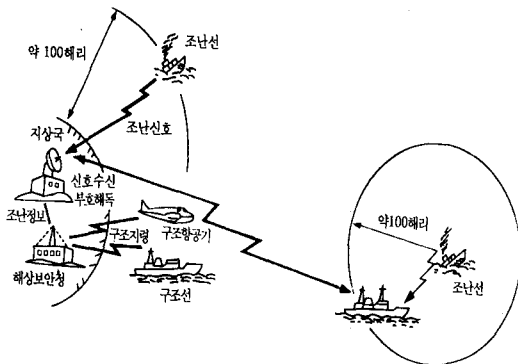 조난선
약 100해리
조난신호
지상국
신호수신
부호해독
조난정보
구조지령
구조항공기
해상보안청
구조선
약100해리
조난선